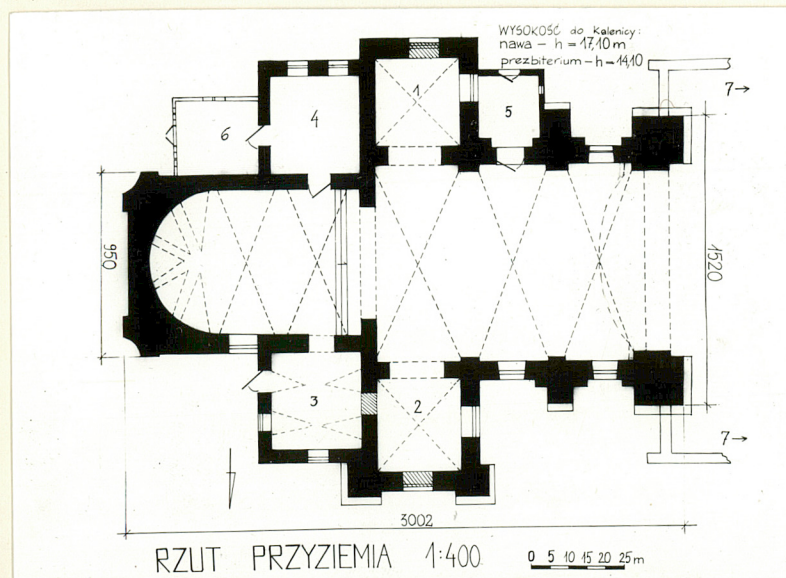 WYSOKOŚĆ do kalenicy:
nawa – h = 17,10 m
prezbiterium – h = 14,10
7→
1
5
4
6
950
1520
3
2
7→
3002
RZUT PRZYZIEMIA 1:400
0 5 10 15 20 25 m